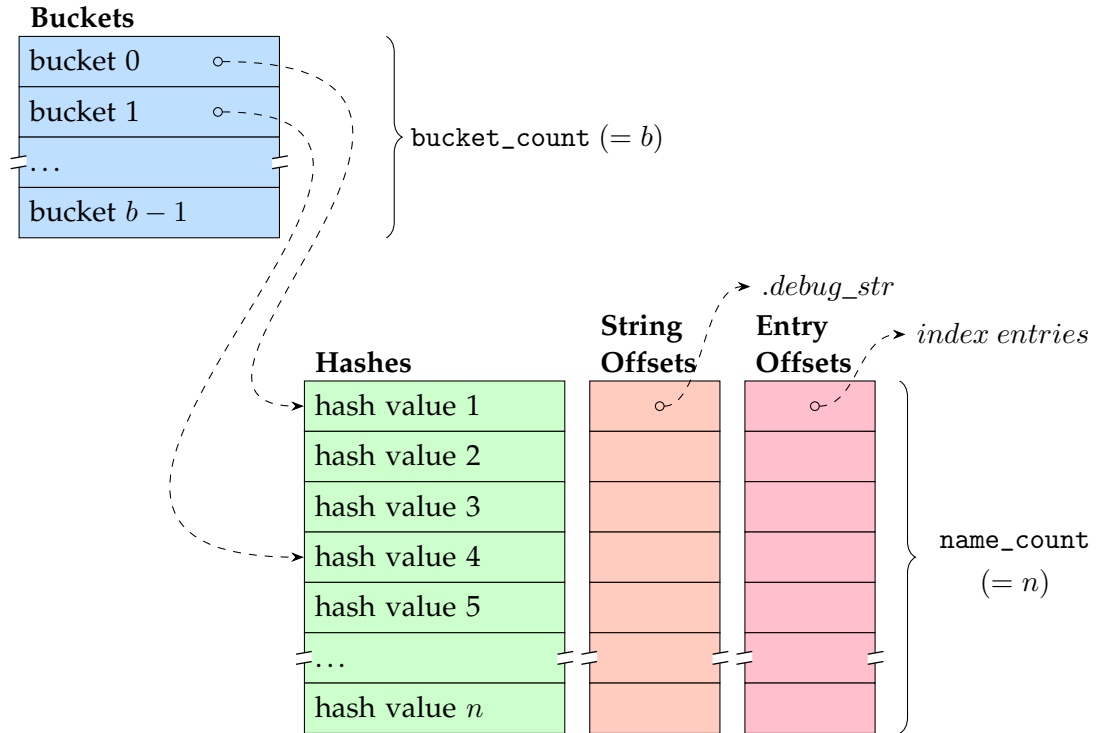 Buckets
bucket 0
bucket 1
...
bucket b − 1
bucket_count (= b)
.debug_str
index entries
String
Offsets
Entry
Offsets
Hashes
hash value 1
hash value 2
hash value 3
hash value 4
hash value 5
...
hash value n
name_count
(= n)